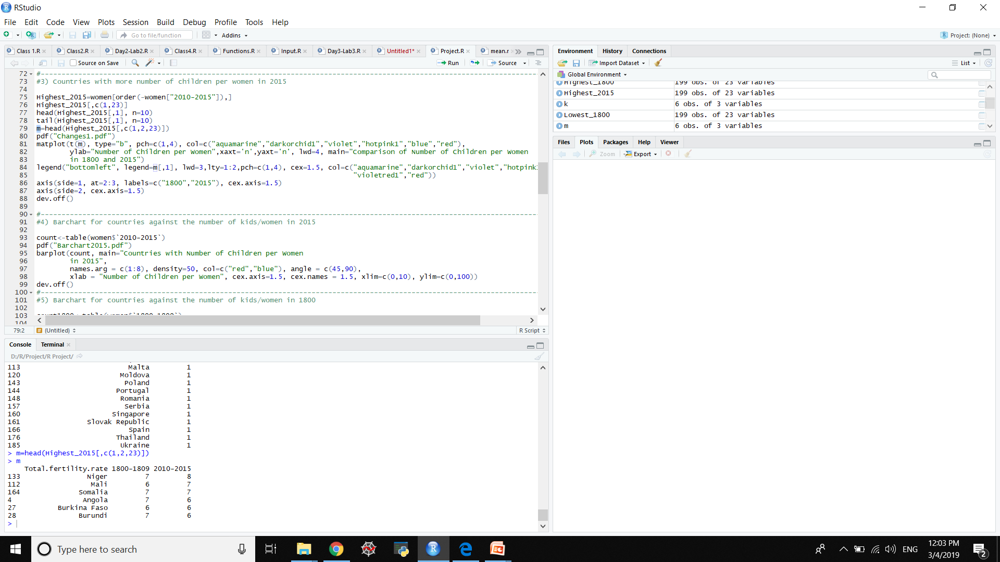 RStudio
File Edit Code View Plots Session Build Debug Profile Tools Help
Go to file/function Addins Project: (None)
Class 1.R Class2.R Day2-Lab2.R Class4.R Functions.R Input.R Day3-Lab3.R Untitled1* Project.R mean.r
Source on Save Run Source
72 #-----------------------------------------------------------------------------------------------------------------------
73 #3) Countries with more number of children per women in 2015
74
75 Highest_2015=women[order(-women["2010-2015"]),]
76 Highest_2015[,c(1,23)]
77 head(Highest_2015[,1], n=10)
78 tail(Highest_2015[,1], n=10)
79 m=head(Highest_2015[,c(1,2,23)])
80 pdf("Changes1.pdf")
81 matplot(t(m), type="b", pch=c(1,4), col=c("aquamarine","darkorchid1","violet","hotpink1","blue","red"),
82 ylab="Number of Children per Women",xaxt='n',yaxt='n', lwd=4, main="Comparison of Number of Children per Women
83 in 1800 and 2015")
84 legend("bottomleft", legend=m[,1], lwd=3,lty=1:2,pch=c(1,4), cex=1.5, col=c("aquamarine","darkorchid1","violet","hotpink
85 "violetred1","red"))
86 axis(side=1, at=2:3, labels=c("1800","2015"), cex.axis=1.5)
87 axis(side=2, cex.axis=1.5)
88 dev.off()
89
90 #-----------------------------------------------------------------------------------------------------------------------
91 #4) Barchart for countries against the number of kids/women in 2015
92
93 count<-table(women$`2010-2015`)
94 pdf("Barchart2015.pdf")
95 barplot(count, main="Countries with Number of Children per Women
96 in 2015",
97 names.arg = c(1:8), density=50, col=c("red","blue"), angle = c(45,90),
98 xlab = "Number of Children per Women", cex.axis=1.5, cex.names = 1.5, xlim=c(0,10), ylim=c(0,100))
99 dev.off()
100 #-----------------------------------------------------------------------------------------------------------------------
101 #5) Barchart for countries against the number of kids/women in 1800
102
103
104
79:2 # (Untitled) R Script
Console Terminal
D:/R/Project/R Project/
113 Malta 1
120 Moldova 1
143 Poland 1
144 Portugal 1
148 Romania 1
157 Serbia 1
160 Singapore 1
161 Slovak Republic 1
166 Spain 1
176 Thailand 1
185 Ukraine 1
> m=head(Highest_2015[,c(1,2,23)])
> m
Total.fertility.rate 1800-1809 2010-2015
133 Niger 7 8
112 Mali 6 7
164 Somalia 7 7
4 Angola 7 6
27 Burkina Faso 6 6
28 Burundi 7 6
>
Environment History Connections
Import Dataset List
Global Environment
Highest_1800 199 obs. of 23 variables
Highest_2015 199 obs. of 23 variables
k 6 obs. of 3 variables
Lowest_1800 199 obs. of 23 variables
m 6 obs. of 3 variables
Files Plots Packages Help Viewer
Zoom Export
Type here to search
ENG
12:03 PM
3/4/2019
2